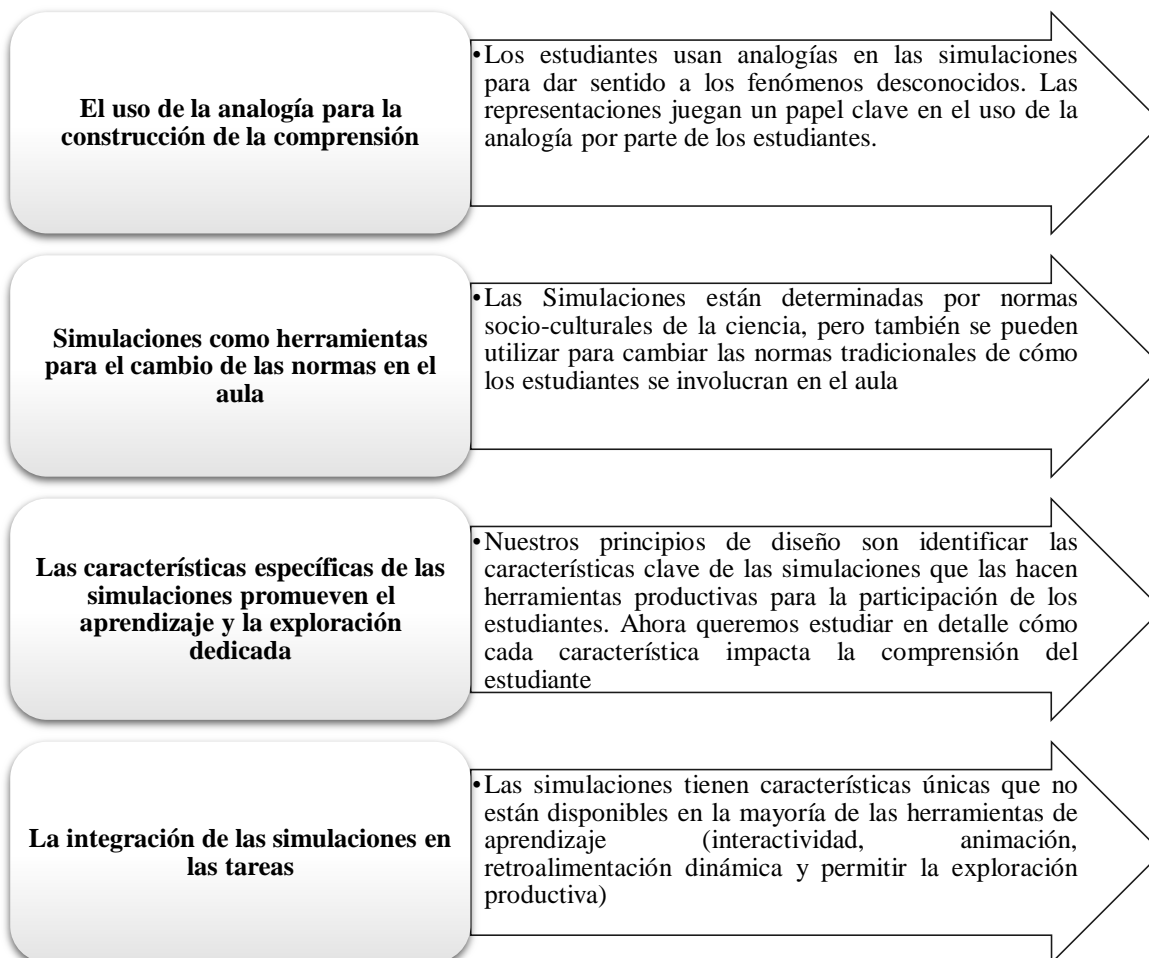 El uso de la analogía para la
construcción de la comprensión
•Los estudiantes usan analogías en las simulaciones
para dar sentido a los fenómenos desconocidos. Las
representaciones juegan un papel clave en el uso de la
analogía por parte de los estudiantes.
Simulaciones como herramientas
para el cambio de las normas en el
aula
•Las Simulaciones están determinadas por normas
socio-culturales de la ciencia, pero también se pueden
utilizar para cambiar las normas tradicionales de cómo
los estudiantes se involucran en el aula
Las características específicas de las
simulaciones promueven el
aprendizaje y la exploración
dedicada
•Nuestros principios de diseño son identificar las
características clave de las simulaciones que las hacen
herramientas productivas para la participación de los
estudiantes. Ahora queremos estudiar en detalle cómo
cada característica impacta la comprensión del
estudiante
La integración de las simulaciones en
las tareas
•Las simulaciones tienen características únicas que no
están disponibles en la mayoría de las herramientas de
aprendizaje (interactividad, animación,
retroalimentación dinámica y permitir la exploración
productiva)